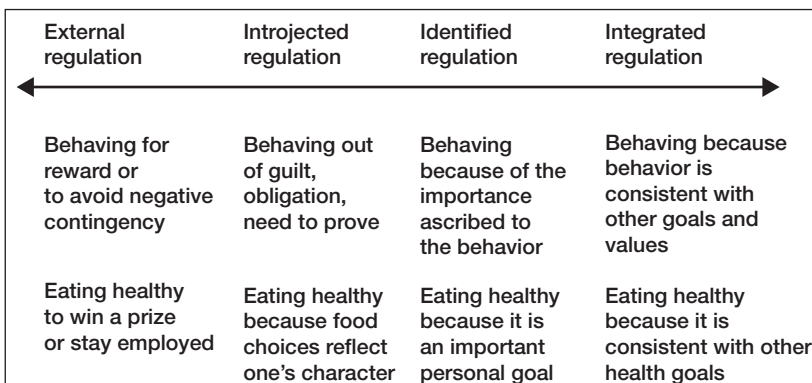 External
regulation
Introjected
regulation
Identified
regulation
Integrated
regulation
Behaving for
reward or
to avoid negative
contingency
Behaving out
of guilt,
obligation,
need to prove
Behaving
because of the
importance
ascribed to
the behavior
Behaving because
behavior is
consistent with
other goals and
values
Eating healthy
to win a prize
or stay employed
Eating healthy
because food
choices reflect
one's character
Eating healthy
because it is
an important
personal goal
Eating healthy
because it is
consistent with other
health goals